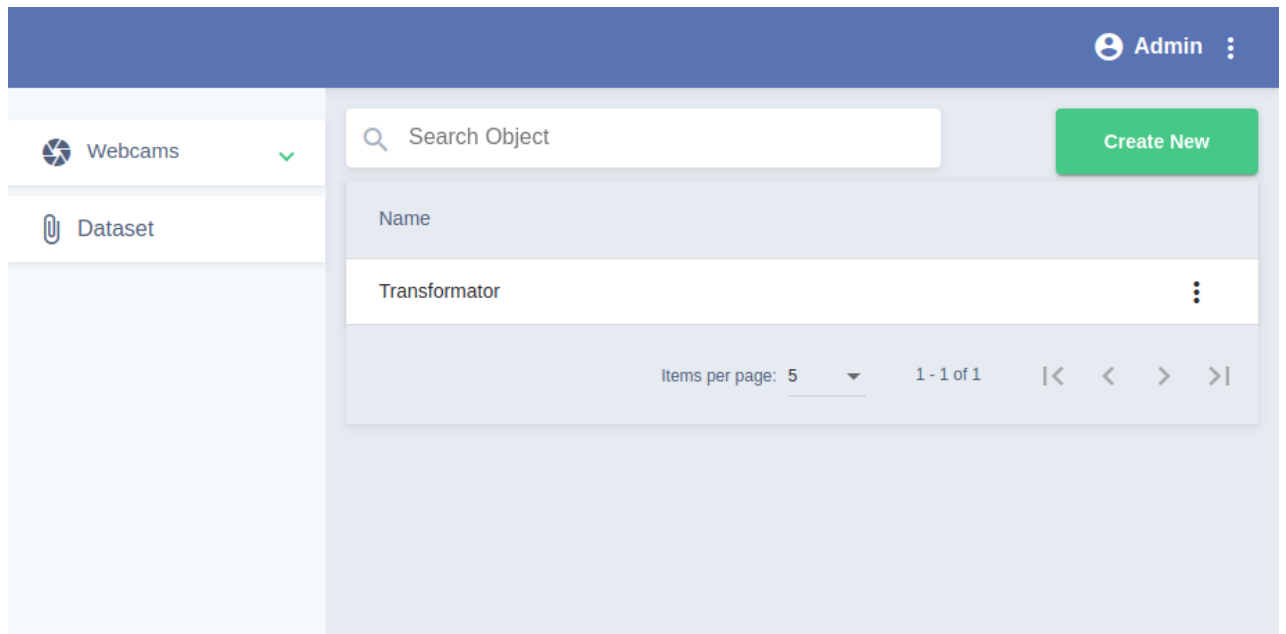 Admin
Webcams
Dataset
Search Object
Create New
Name
Transformator
Items per page: 5 1 - 1 of 1